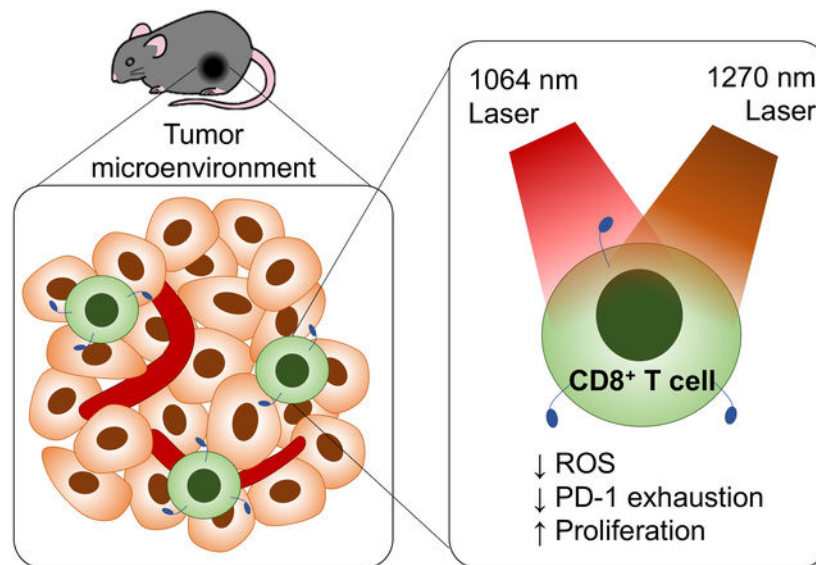 Tumor
microenvironment
1064 nm
Laser
1270 nm
Laser
CD8⁺ T cell
↓ ROS
↓ PD-1 exhaustion
↑ Proliferation